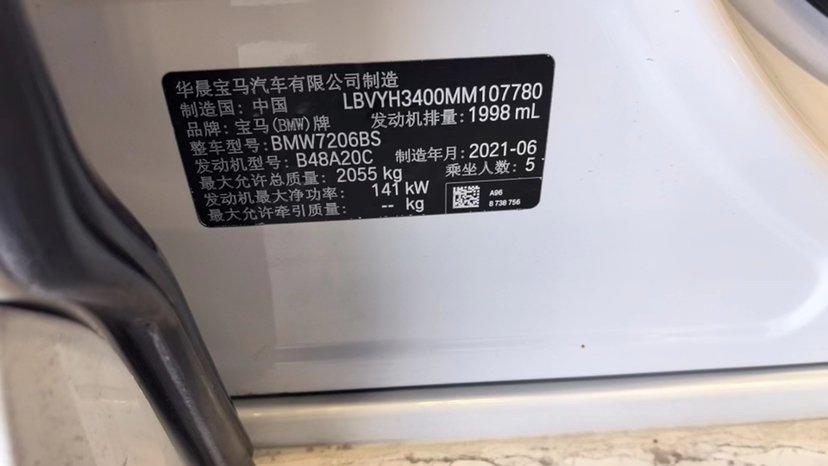 华晨宝马汽车有限公司制造
制造国: 中国 LBVYH3400MM107780
品牌: 宝马(BMW)牌 发动机排量: 1998 mL
整车型号: BMW7206BS
发动机型号: B48A20C 制造年月: 2021-06
最大允许总质量: 2055 kg 乘坐人数: 5
发动机最大净功率: 141 kW
最大允许牵引质量: -- kg
A96
B 738 756